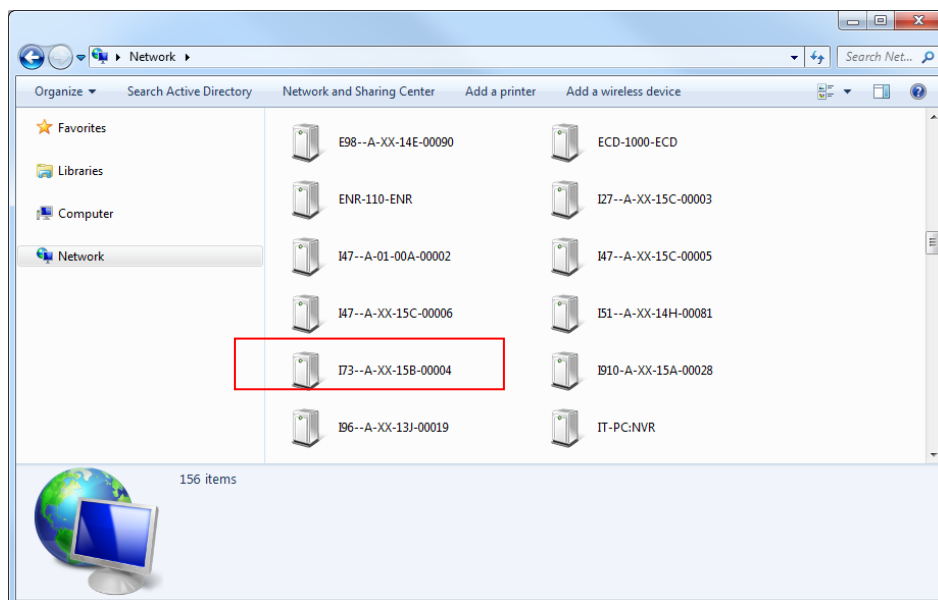 Network
Search Net...
Organize Search Active Directory Network and Sharing Center Add a printer Add a wireless device
Favorites
Libraries
Computer
Network
E98--A-XX-14E-00090 ECD-1000-ECD
ENR-110-ENR I27--A-XX-15C-00003
I47--A-01-00A-00002 I47--A-XX-15C-00005
I47--A-XX-15C-00006 I51--A-XX-14H-00081
I73--A-XX-15B-00004 I910-A-XX-15A-00028
I96--A-XX-13J-00019 IT-PC:NVR
156 items